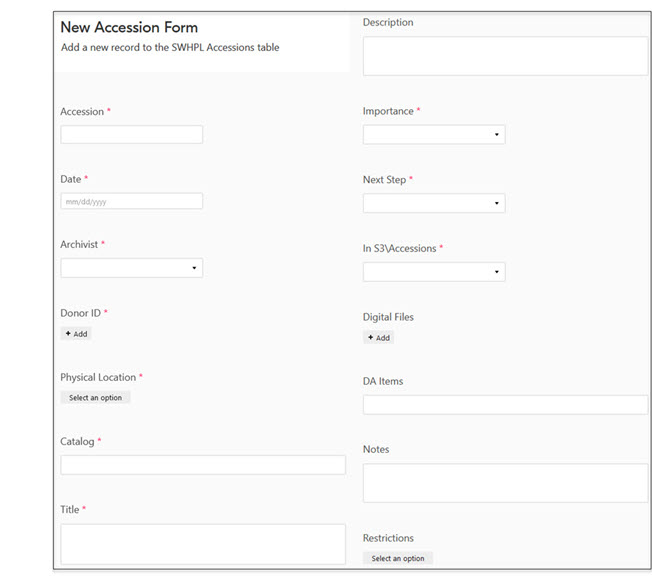 New Accession Form
Add a new record to the SWHPL Accessions table
Accession *
Date *
mm/dd/yyyy
Archivist *
Donor ID *
+ Add
Physical Location *
Select an option
Catalog *
Title *
Description
Importance *
Next Step *
In S3\Accessions *
Digital Files
+ Add
DA Items
Notes
Restrictions
Select an option